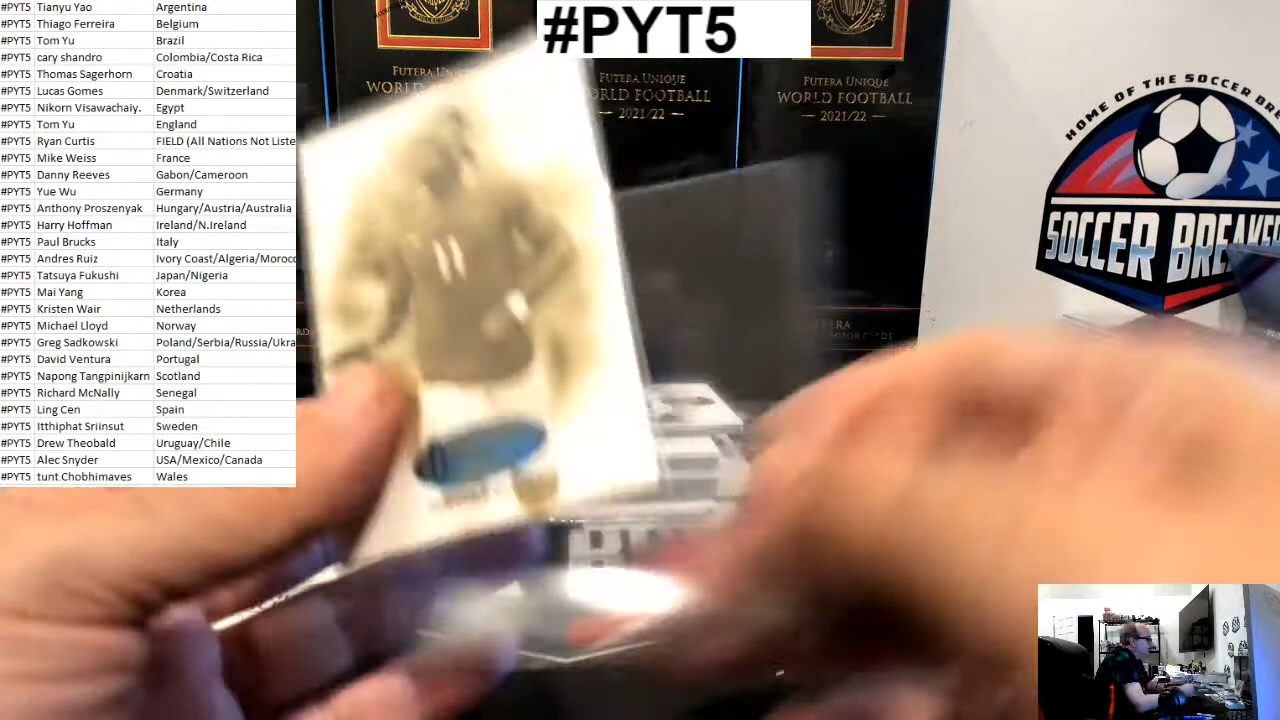 #PYT5 Tianyu Yao Argentina
#PYT5 Thiago Ferreira Belgium
#PYT5 Tom Yu Brazil
#PYT5 cary shandro Colombia/Costa Rica
#PYT5 Thomas Sagerhorn Croatia
#PYT5 Lucas Gomes Denmark/Switzerland
#PYT5 Nikorn Visavachaiy. Egypt
#PYT5 Tom Yu England
#PYT5 Ryan Curtis FIELD (All Nations Not Liste
#PYT5 Mike Weiss France
#PYT5 Danny Reeves Gabon/Cameroon
#PYT5 Yue Wu Germany
#PYT5 Anthony Proszenyak Hungary/Austria/Australia
#PYT5 Harry Hoffman Ireland/N.Ireland
#PYT5 Paul Brucks Italy
#PYT5 Andres Ruiz Ivory Coast/Algeria/Moroc
#PYT5 Tatsuya Fukushi Japan/Nigeria
#PYT5 Mai Yang Korea
#PYT5 Kristen Wair Netherlands
#PYT5 Michael Lloyd Norway
#PYT5 Greg Sadkowski Poland/Serbia/Russia/Ukra
#PYT5 David Ventura Portugal
#PYT5 Napong Tangpinijkarn Scotland
#PYT5 Richard McNally Senegal
#PYT5 Ling Cen Spain
#PYT5 Itthiphat Sriinsut Sweden
#PYT5 Drew Theobald Uruguay/Chile
#PYT5 Alec Snyder USA/Mexico/Canada
#PYT5 tunt Chobhimaves Wales
#PYT5
FUTERA UNIQUE
WORLD FOOTBALL
2021/22
FUTERA UNIQUE
WORLD FOOTBALL
— 2021/22 —
HOME OF THE SOCCER BRE
SOCCER BREA